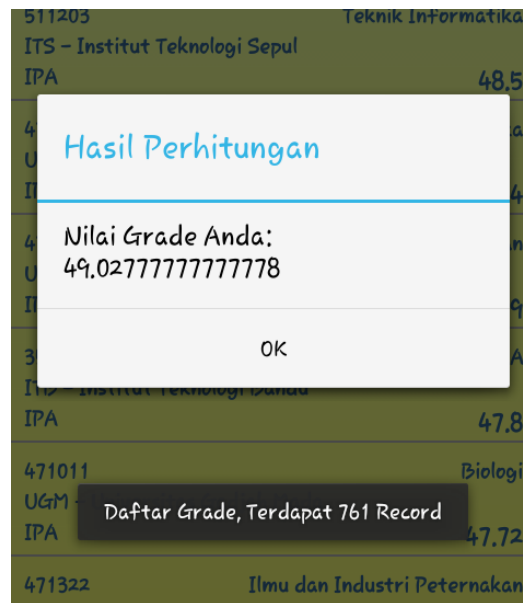 511203 Teknik Informatika
ITS - Institut Teknologi Sepul
IPA 48.5
Hasil Perhitungan
Nilai Grade Anda:
49.02777777777778
OK
IPA 47.8
471011 Biologi
UGM -
Daftar Grade, Terdapat 761 Record
IPA 47.72
471322 Ilmu dan Industri Peternakan